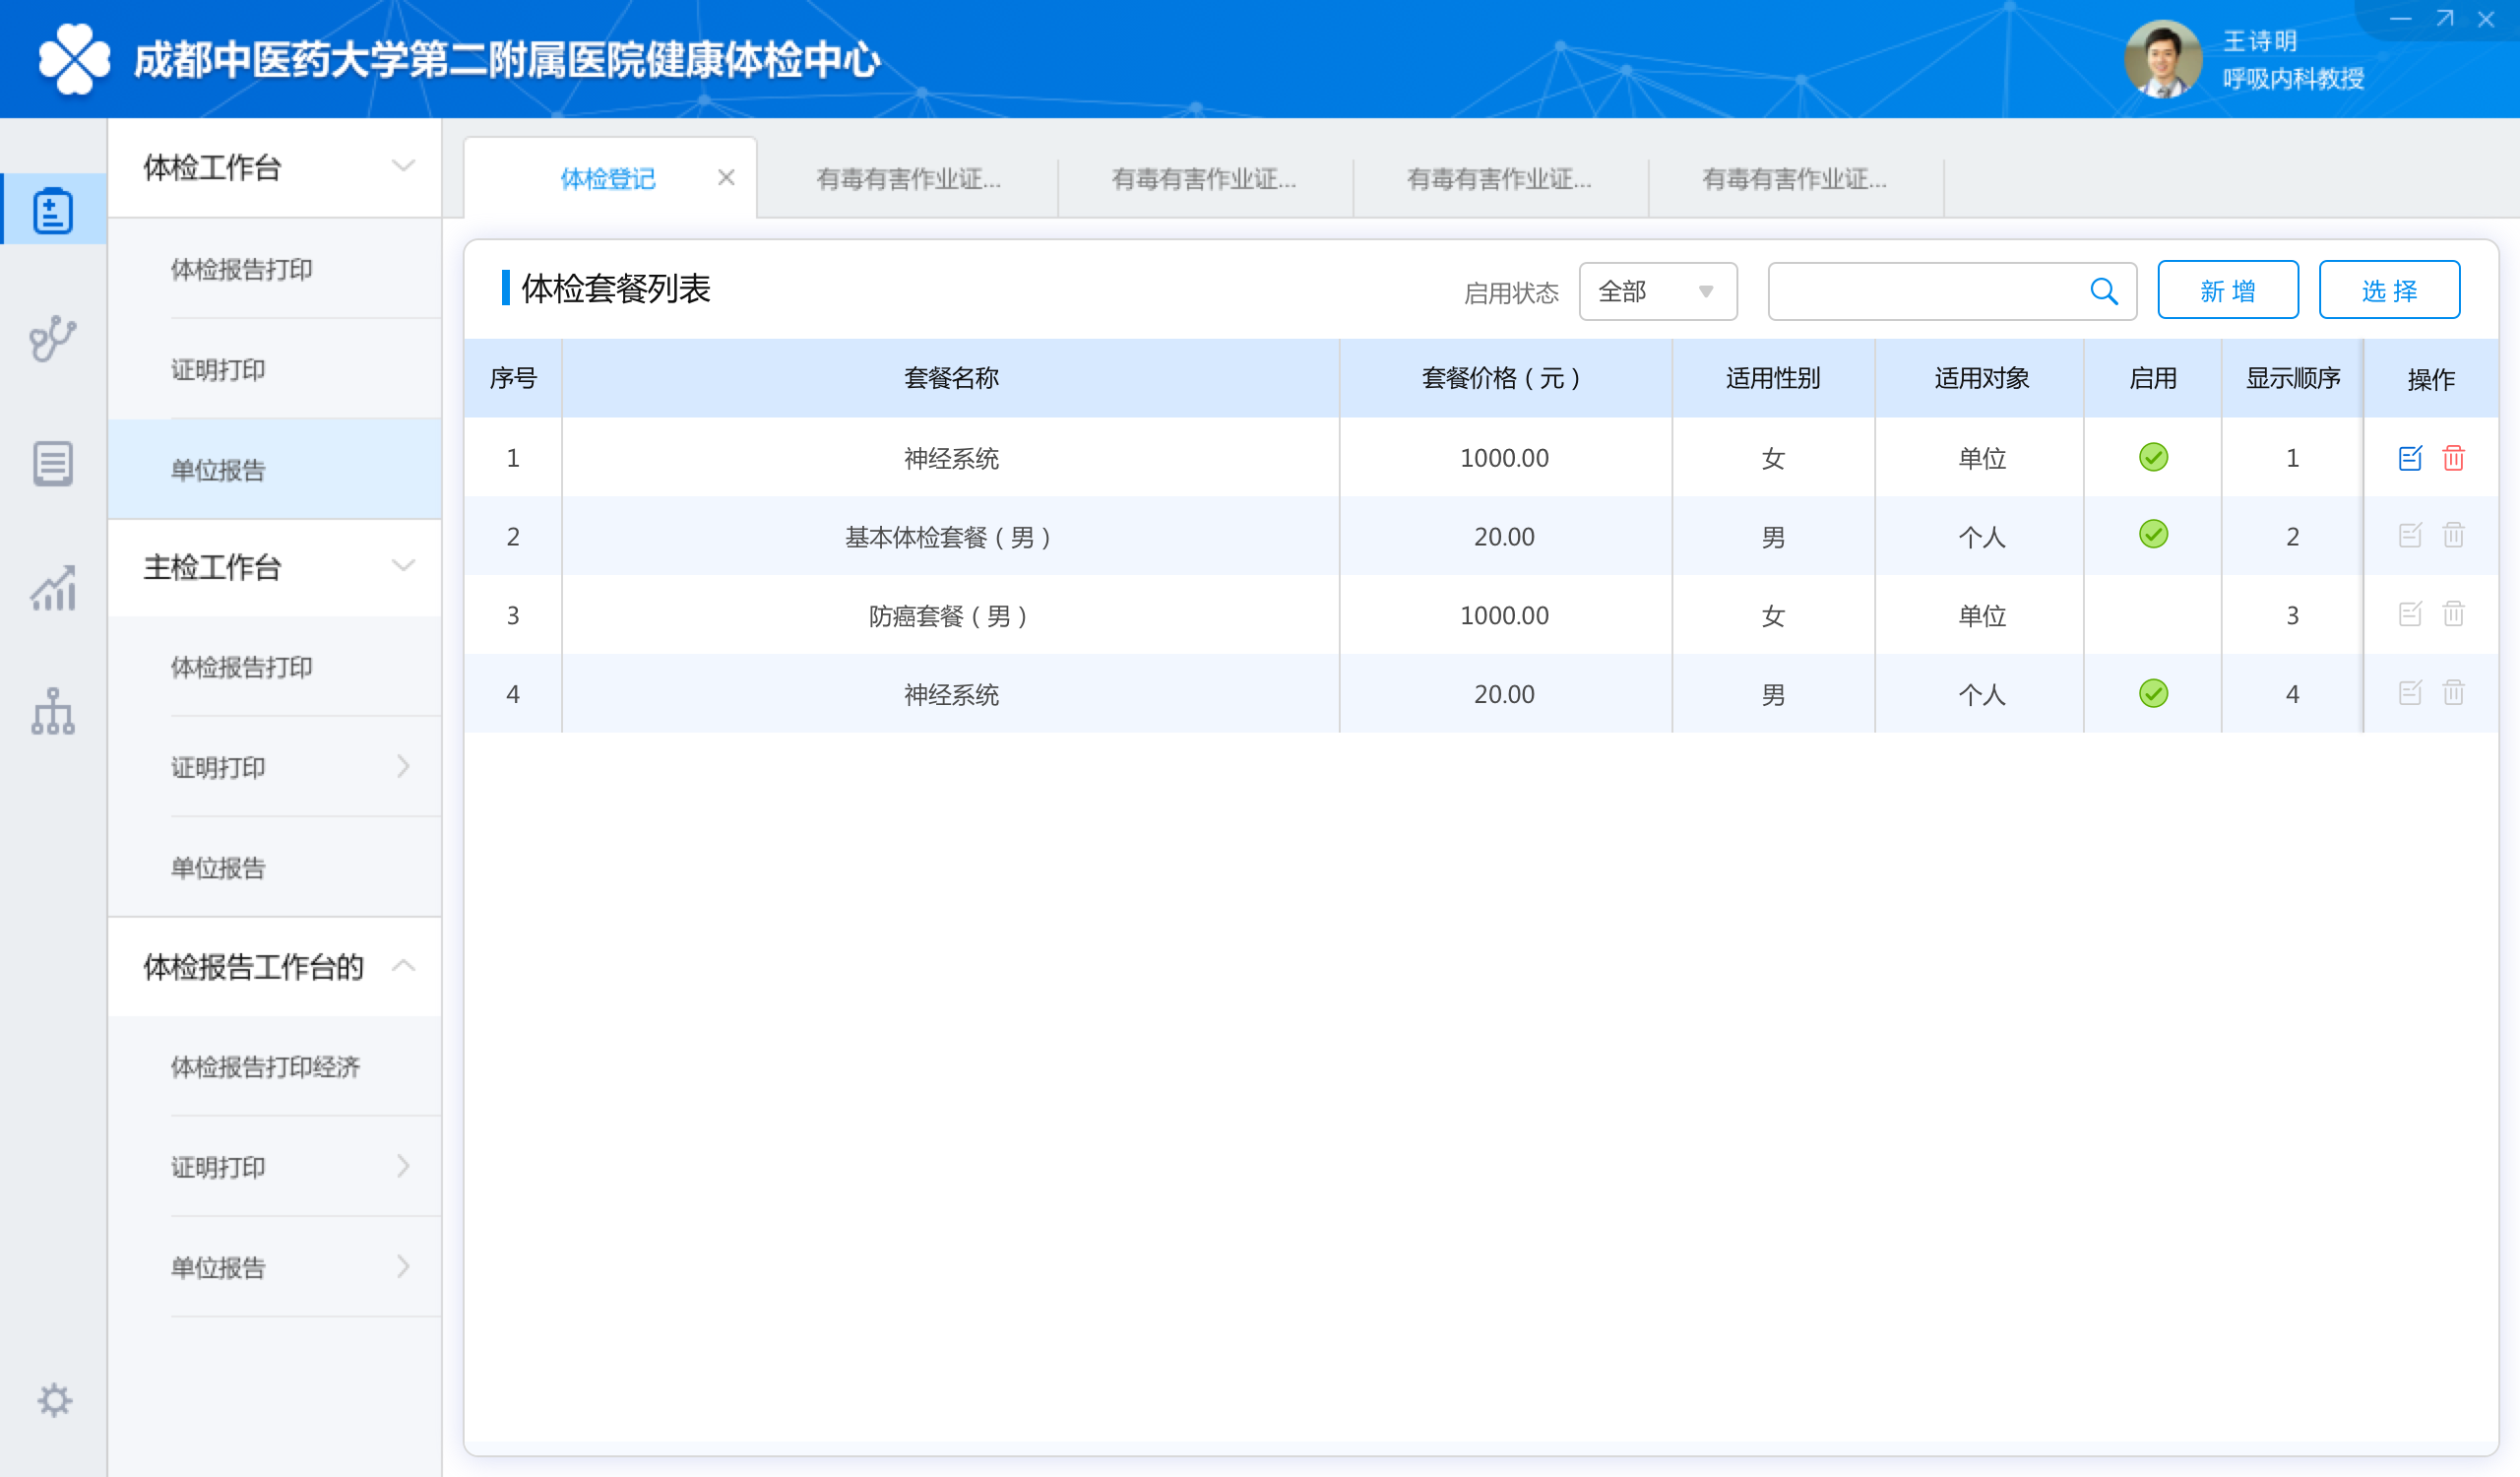 成都中医药大学第二附属医院健康体检中心
王诗明
呼吸内科教授
体检工作台
体检报告打印
证明打印
单位报告
主检工作台
体检报告打印
证明打印
单位报告
体检报告工作台的
体检报告打印经济
证明打印
单位报告
体检登记
有毒有害作业证...
有毒有害作业证...
有毒有害作业证...
有毒有害作业证...
体检套餐列表
启用状态 全部
新 增
选 择
序号 套餐名称 套餐价格（元） 适用性别 适用对象 启用 显示顺序 操作
1 神经系统 1000.00 女 单位 1
2 基本体检套餐（男） 20.00 男 个人 2
3 防癌套餐（男） 1000.00 女 单位 3
4 神经系统 20.00 男 个人 4